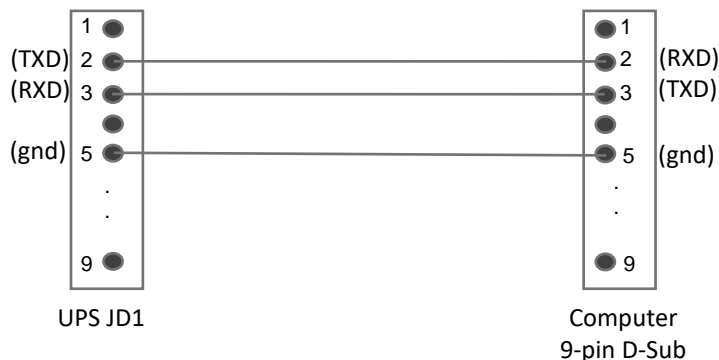 1 1
(TXD) 2 2 (RXD)
(RXD) 3 3 (TXD)
(gnd) 5 5 (gnd)
. .
. .
9 9
UPS JD1 Computer
9-pin D-Sub